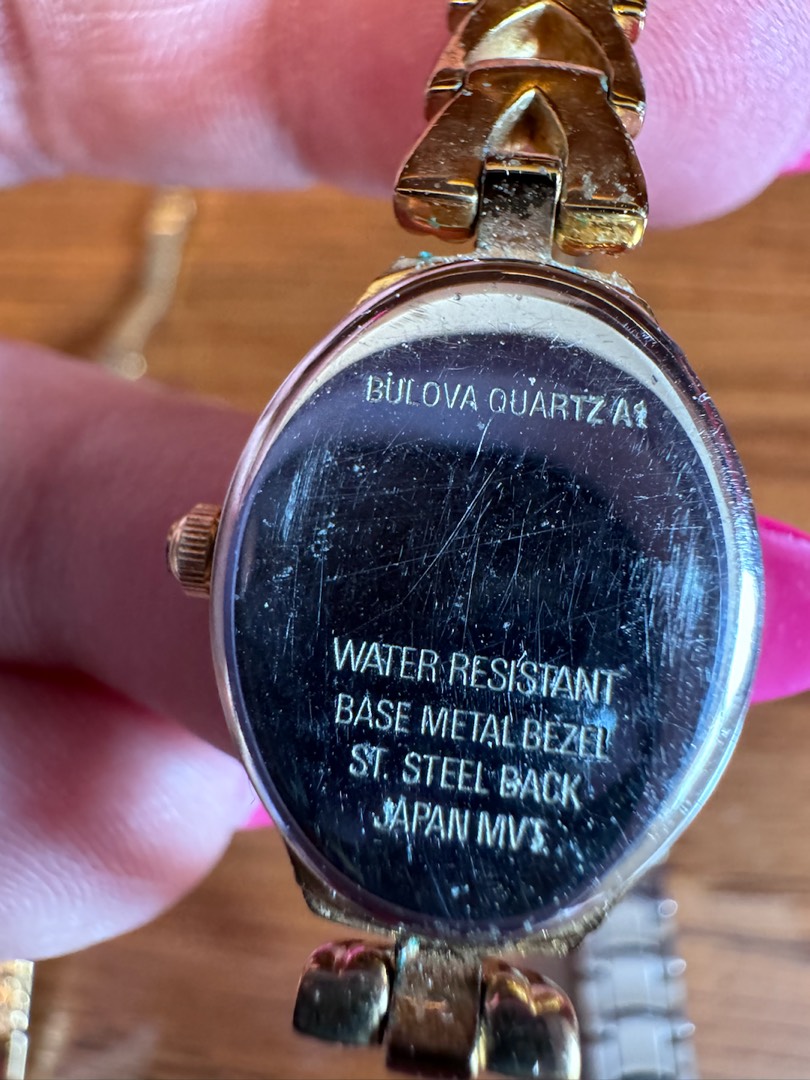 BULOVA QUARTZ A1
WATER RESISTANT
BASE METAL BEZEL
ST. STEEL BACK
JAPAN MVT.